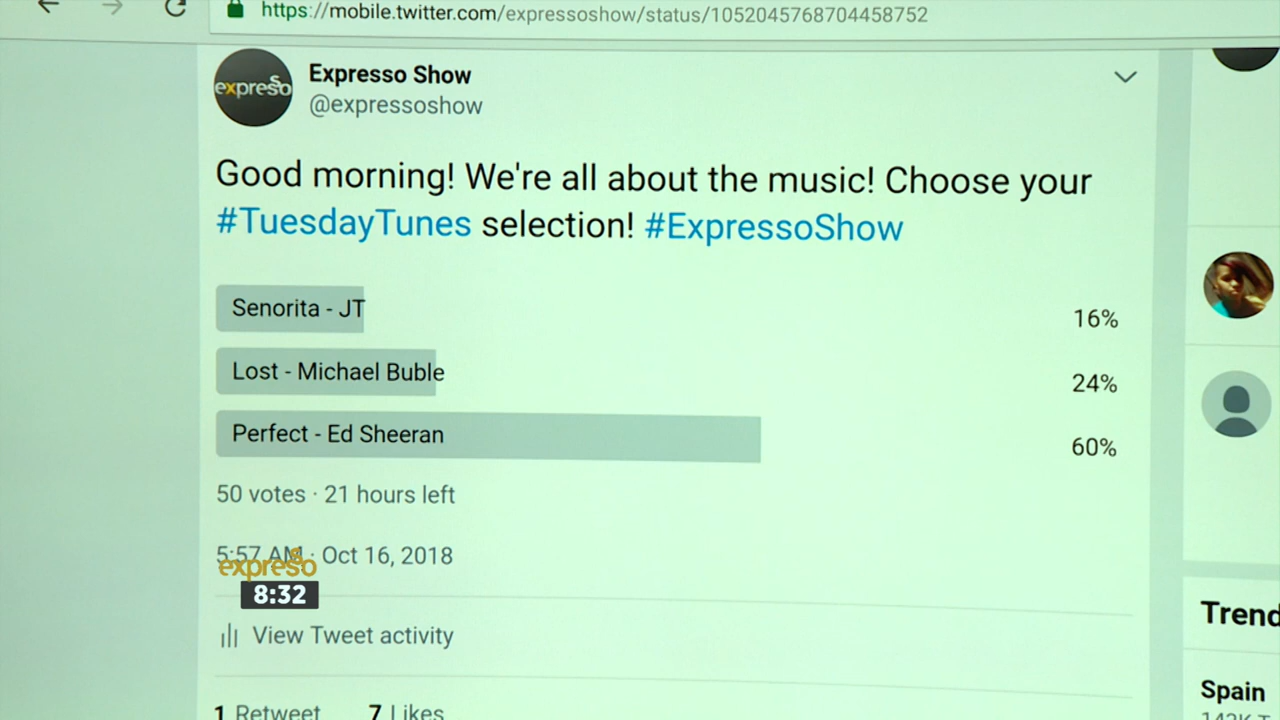 https://mobile.twitter.com/expressoshow/status/1052045768704458752
expresso
Expresso Show
@expressoshow
Good morning! We're all about the music! Choose your
#TuesdayTunes selection! #ExpressoShow
Senorita - JT
16%
Lost - Michael Buble
24%
Perfect - Ed Sheeran
60%
50 votes · 21 hours left
5:57 AM · Oct 16, 2018
expresso
8:32
View Tweet activity
1 Retweet 7 Likes
Trend
Spain